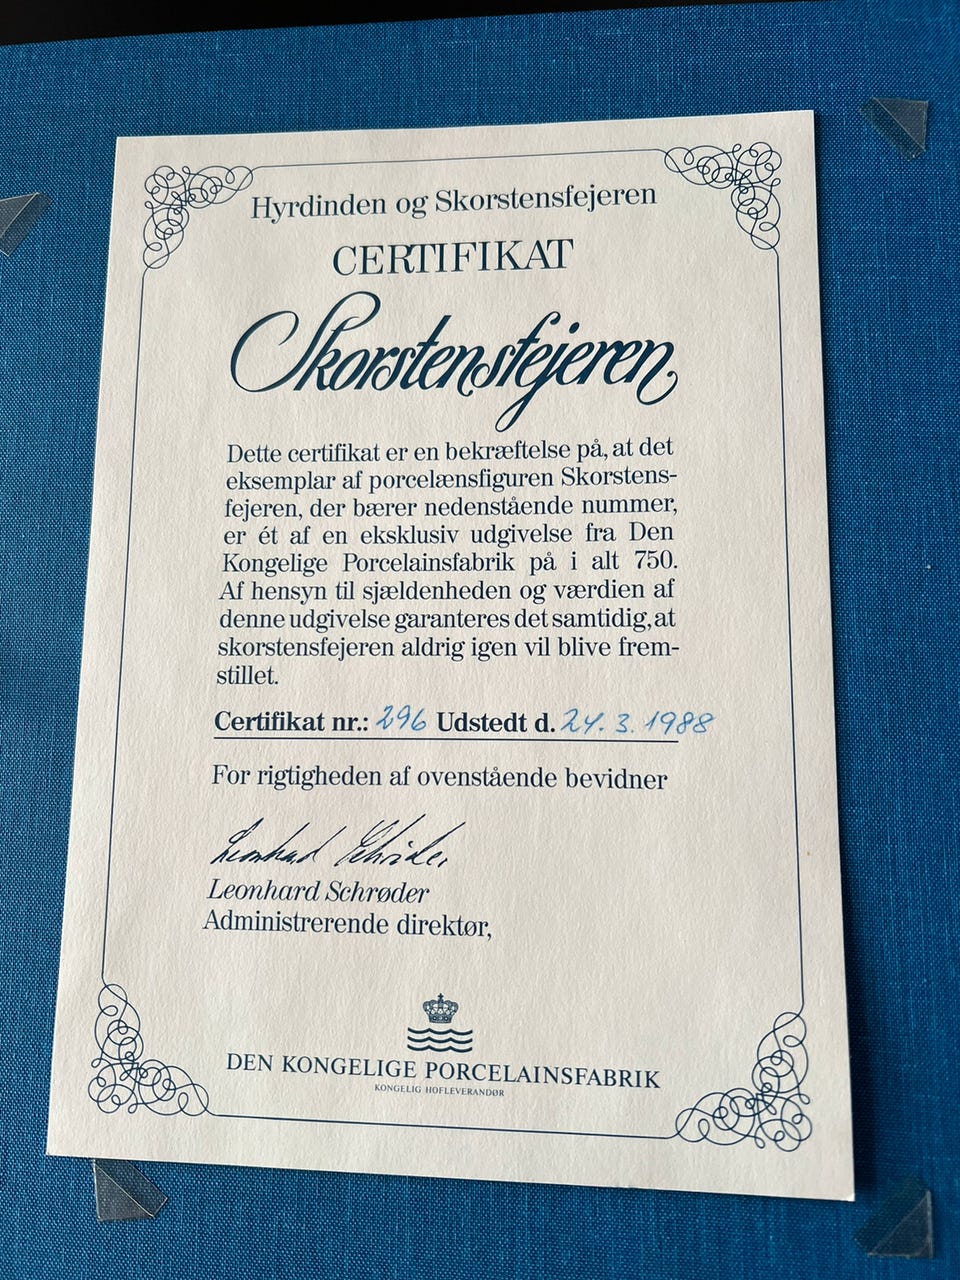 Hyrdinden og Skorstensfejeren
CERTIFIKAT
Skorstensfejeren
Dette certifikat er en bekræftelse på, at det
eksemplar af porcelænsfiguren Skorstens-
fejeren, der bærer nedenstående nummer,
er ét af en eksklusiv udgivelse fra Den
Kongelige Porcelainsfabrik på i alt 750.
Af hensyn til sjældenheden og værdien af
denne udgivelse garanteres det samtidig, at
skorstensfejeren aldrig igen vil blive frem-
stillet.
Certifikat nr.: 296 Udstedt d. 24.3.1988
For rigtigheden af ovenstående bevidner
Leonhard Schrøder
Leonhard Schrøder
Administrerende direktør,
DEN KONGELIGE PORCELAINSFABRIK
KONGELIG HOFLEVERANDØR